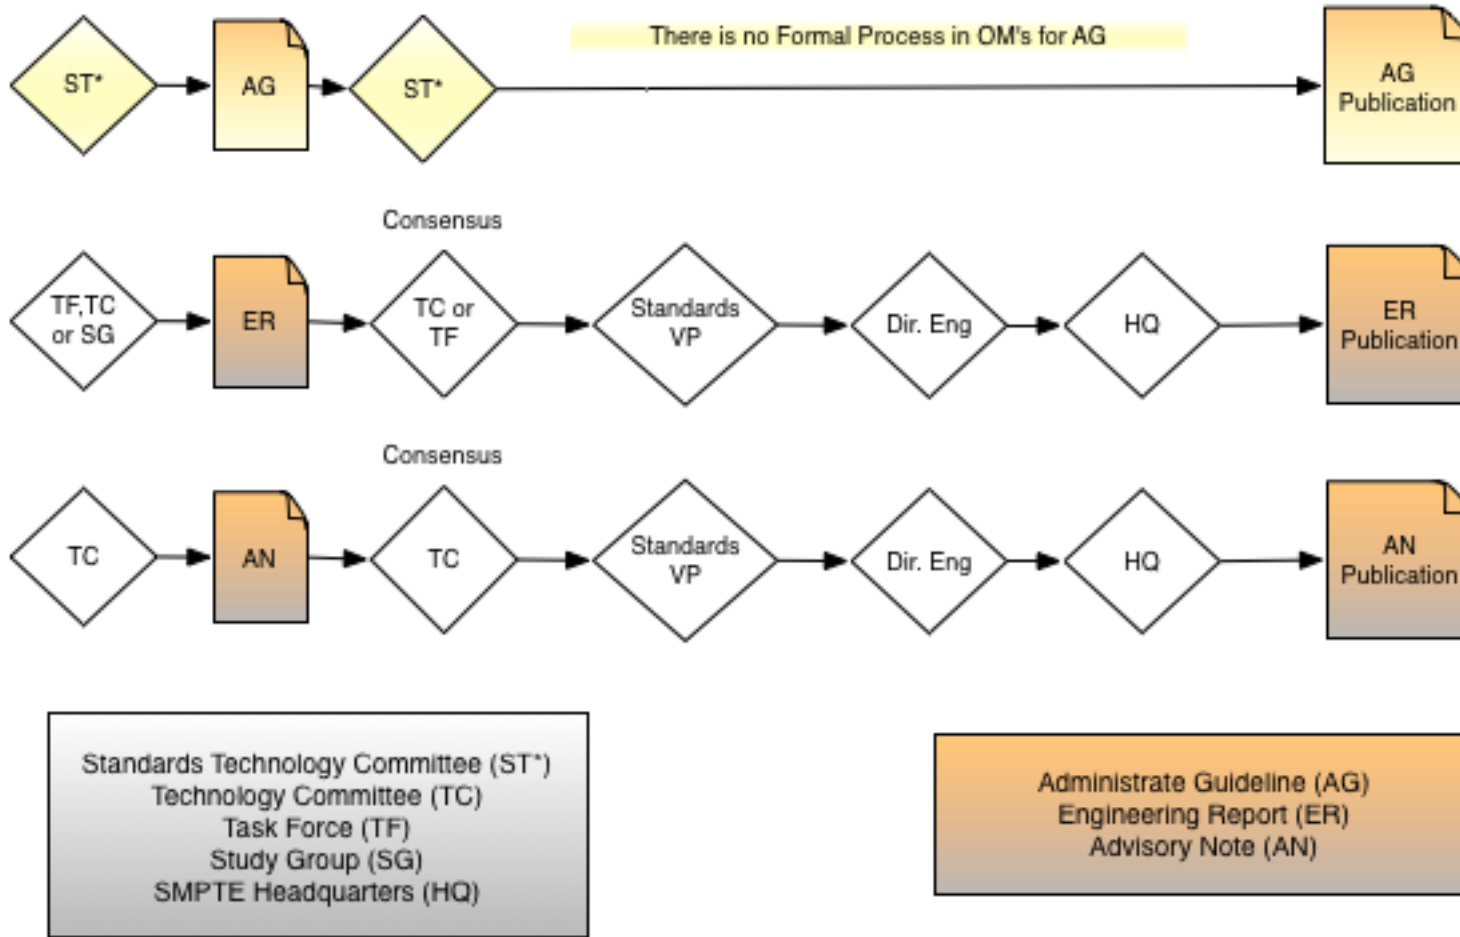 There is no Formal Process in OM's for AG
ST*
AG
ST*
AG
Publication
Consensus
TF,TC
or SG
ER
TC or
TF
Standards
VP
Dir. Eng
HQ
ER
Publication
Consensus
TC
AN
TC
Standards
VP
Dir. Eng
HQ
AN
Publication
Standards Technology Committee (ST*)
Technology Committee (TC)
Task Force (TF)
Study Group (SG)
SMPTE Headquarters (HQ)
Administrate Guideline (AG)
Engineering Report (ER)
Advisory Note (AN)